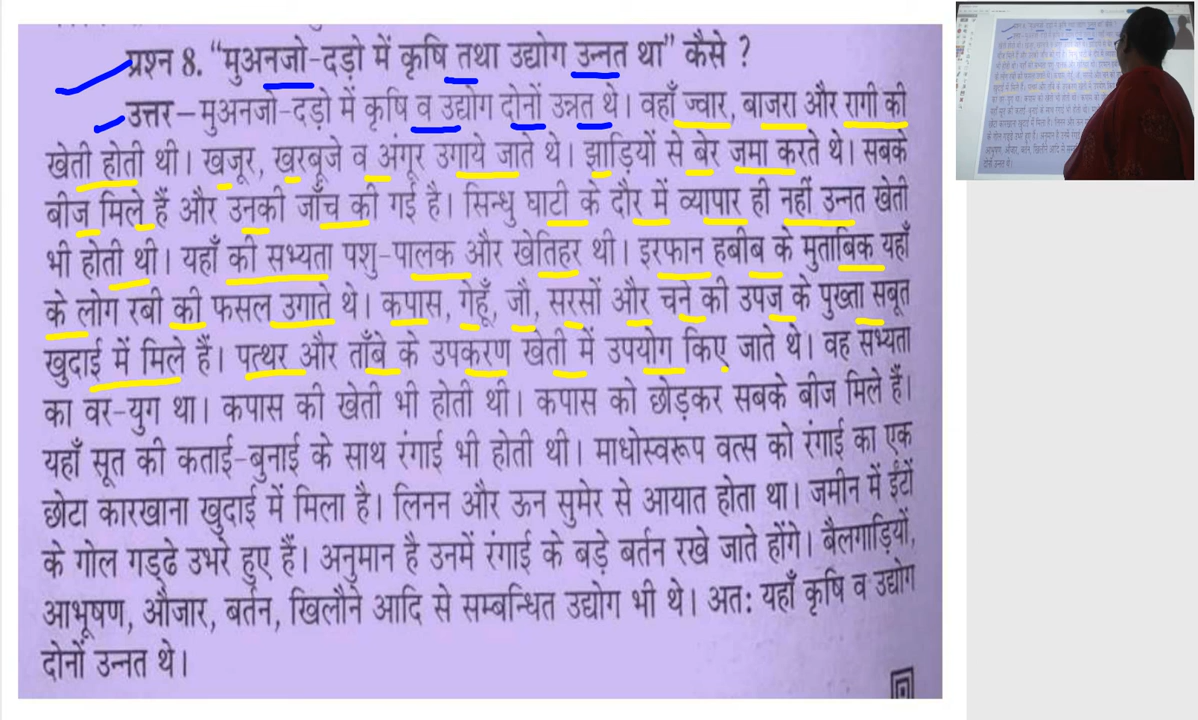 प्रश्न 8. “मुअनजो-दड़ो में कृषि तथा उद्योग उन्नत था” कैसे ?
उत्तर – मुअनजो-दड़ो में कृषि व उद्योग दोनों उन्नत थे। वहाँ ज्वार, बाजरा और रागी की
खेती होती थी। खजूर, खरबूजे व अंगूर उगाये जाते थे। झाड़ियों से बेर जमा करते थे। सबके
बीज मिले हैं और उनकी जाँच की गई है। सिन्धु घाटी के दौर में व्यापार ही नहीं उन्नत खेती
भी होती थी। यहाँ की सभ्यता पशु-पालक और खेतिहर थी। इरफान हबीब के मुताबिक यहाँ
के लोग रबी की फसल उगाते थे। कपास, गेहूँ, जौ, सरसों और चने की उपज के पुख्ता सबूत
खुदाई में मिले हैं। पत्थर और ताँबे के उपकरण खेती में उपयोग किए जाते थे। वह सभ्यता
का वर-युग था। कपास की खेती भी होती थी। कपास को छोड़कर सबके बीज मिले हैं।
यहाँ सूत की कताई-बुनाई के साथ रंगाई भी होती थी। माधोस्वरूप वत्स को रंगाई का एक
छोटा कारखाना खुदाई में मिला है। लिनन और ऊन सुमेर से आयात होता था। जमीन में ईंटों
के गोल गड्ढे उभरे हुए हैं। अनुमान है उनमें रंगाई के बड़े बर्तन रखे जाते होंगे। बैलगाड़ियों,
आभूषण, औजार, बर्तन, खिलौने आदि से सम्बन्धित उद्योग भी थे। अतः यहाँ कृषि व उद्योग
दोनों उन्नत थे।